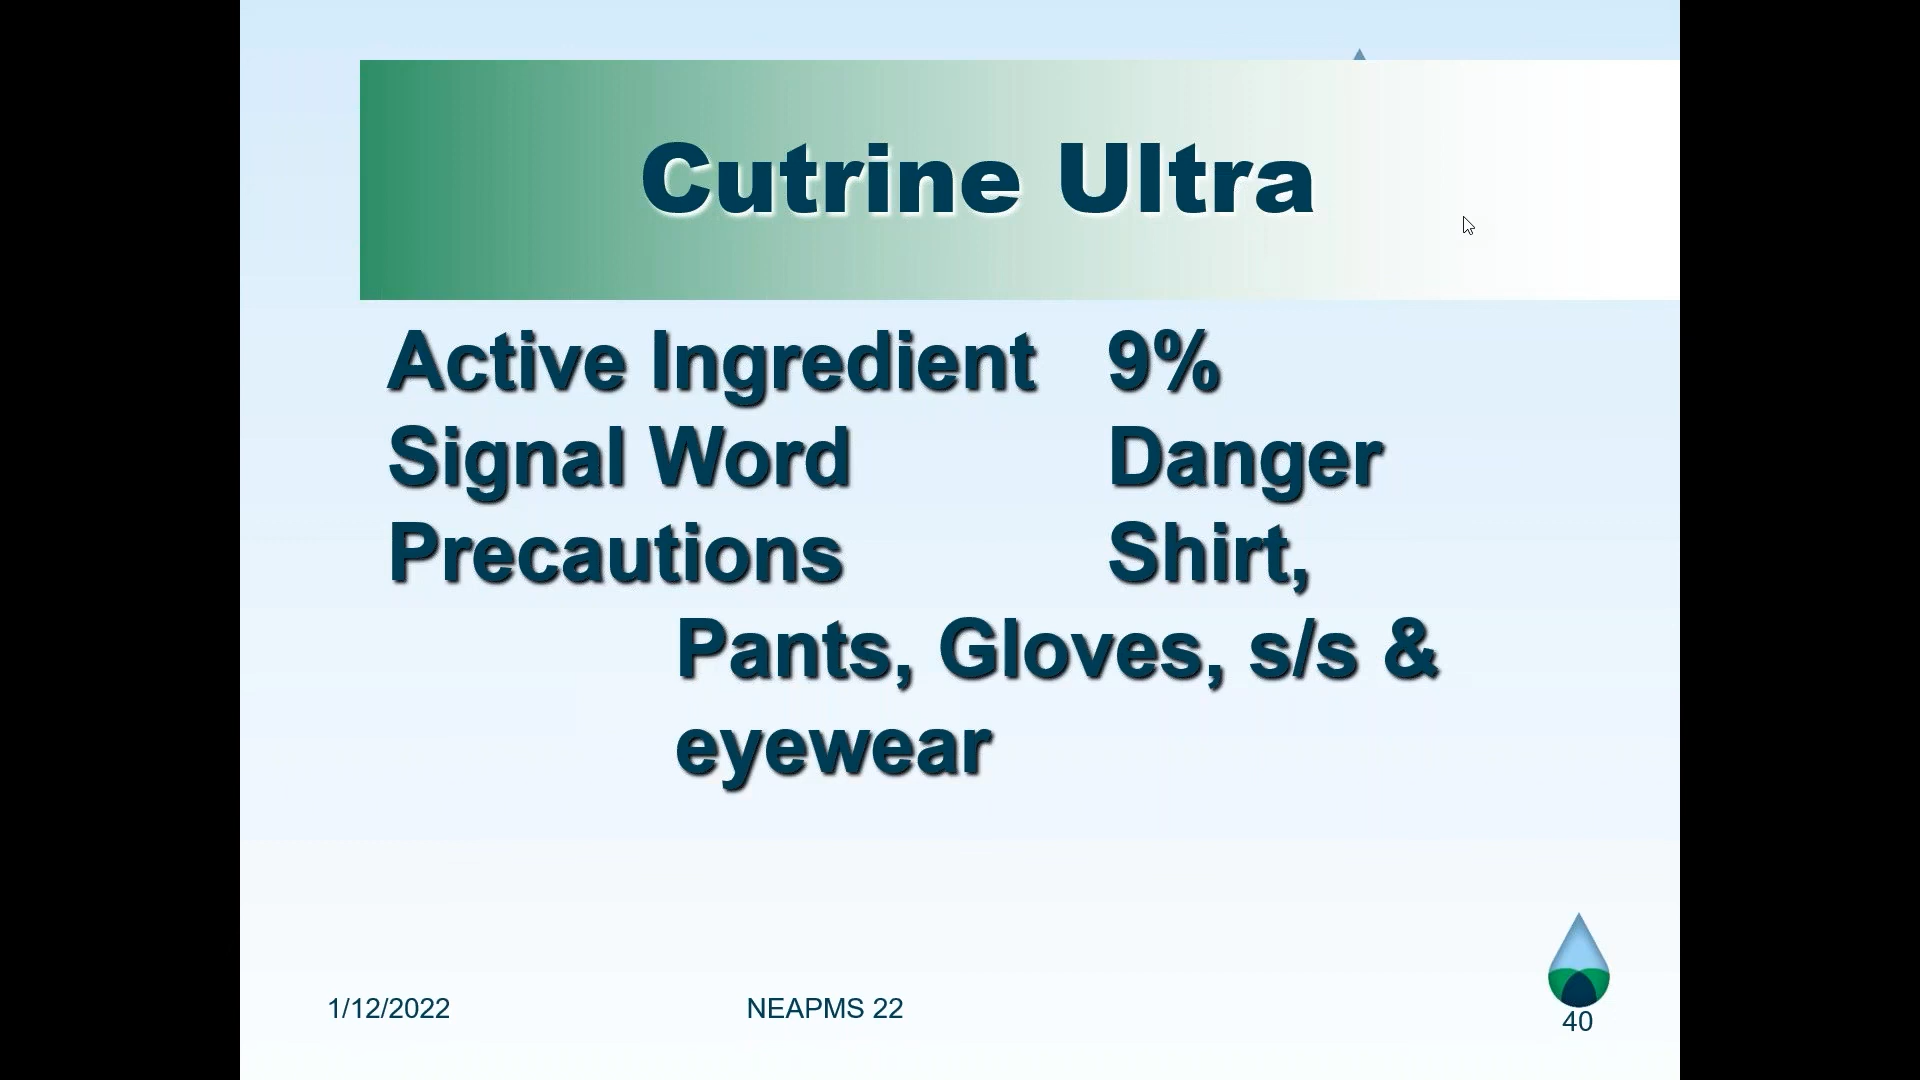 Cutrine Ultra
Active Ingredient 9%
Signal Word Danger
Precautions Shirt,
Pants, Gloves, s/s &
eyewear
1/12/2022 NEAPMS 22 40